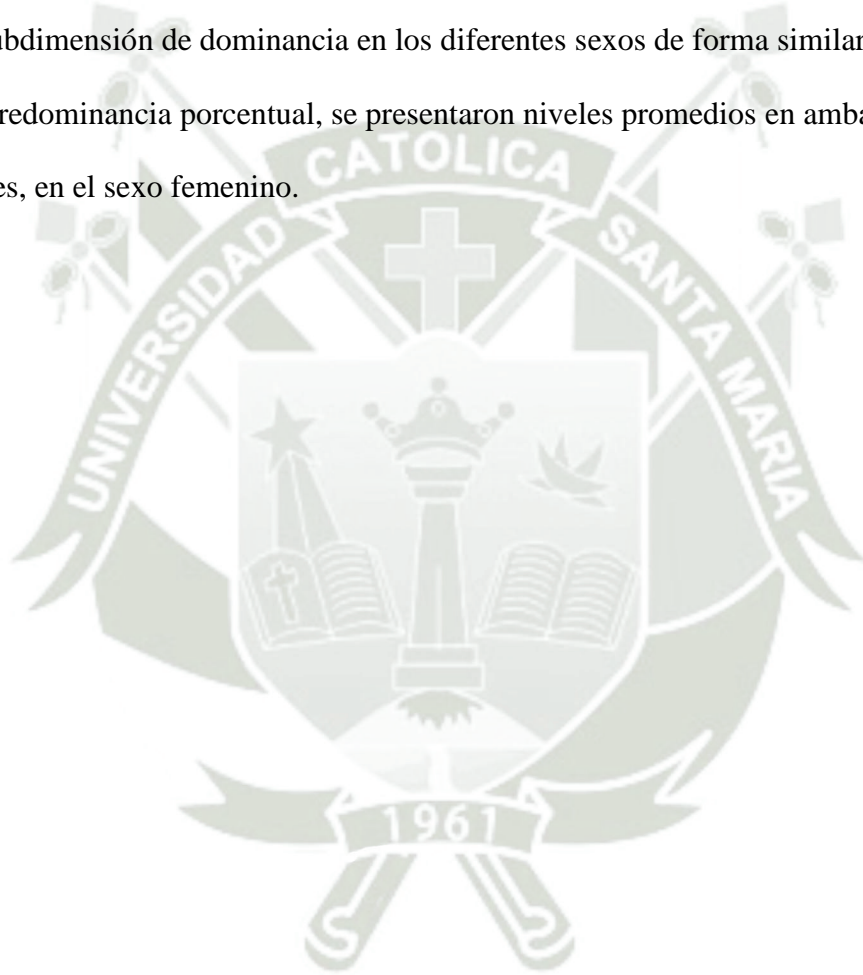 ubdimensión de dominancia en los diferentes sexos de forma similar
redominancia porcentual, se presentaron niveles promedios en amba
es, en el sexo femenino.
UNIVERSIDAD CATOLICA SANTA MARIA
1961